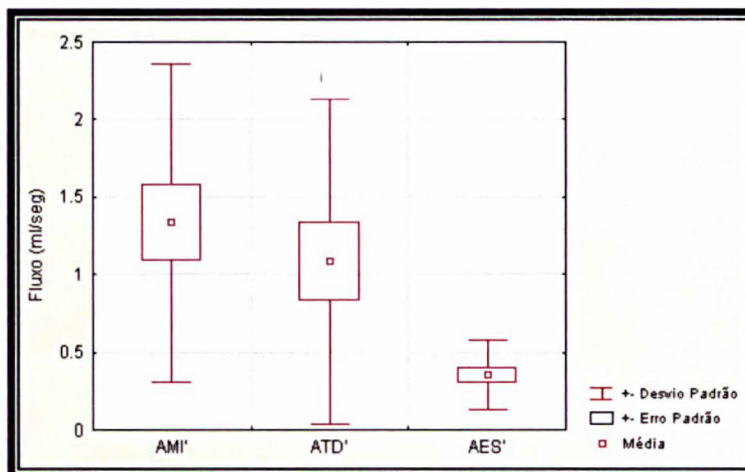 2.5
2
1.5
1
0.5
0
Fluxo (ml/seg)
AMI' ATD' AES'
+- Desvio Padrão
+- Erro Padrão
Média